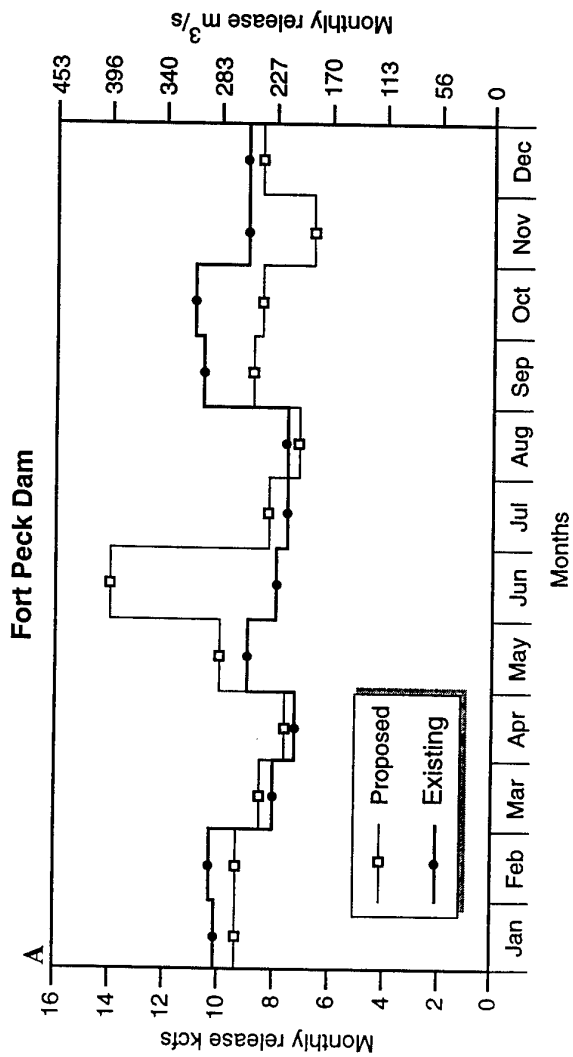 A
Fort Peck Dam
Monthly release kcfs
16
14
12
10
8
6
4
2
0
Monthly release m³/s
453
396
340
283
227
170
113
56
0
Proposed
Existing
Jan Feb Mar Apr May Jun Jul Aug Sep Oct Nov Dec
Months